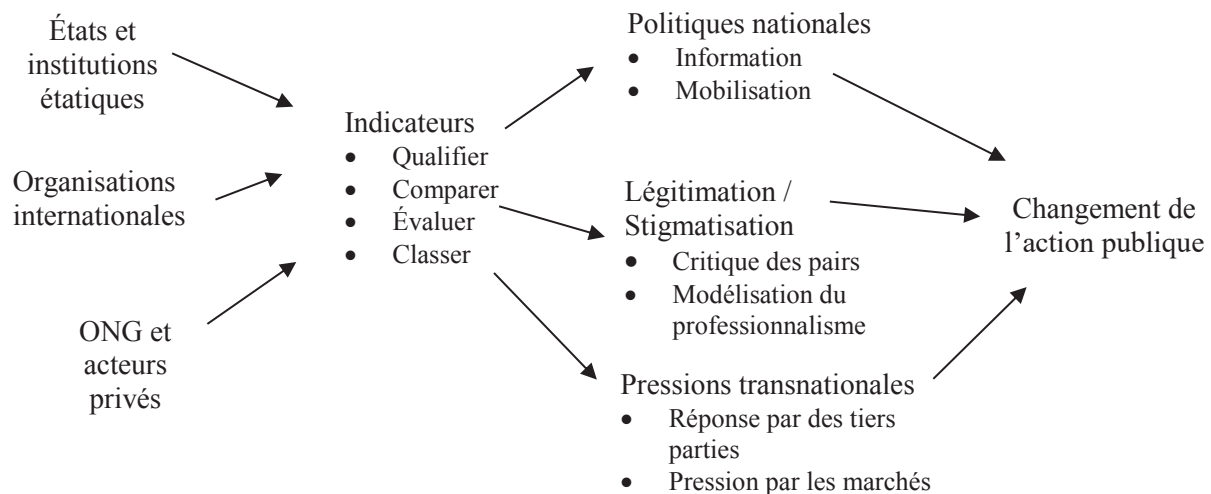 États et
institutions
étatiques
Organisations
internationales
ONG et
acteurs
privés
Indicateurs
• Qualifier
• Comparer
• Évaluer
• Classer
Politiques nationales
• Information
• Mobilisation
Légitimation /
Stigmatisation
• Critique des pairs
• Modélisation du
professionnalisme
Pressions transnationales
• Réponse par des tiers
parties
• Pression par les marchés
Changement de
l’action publique